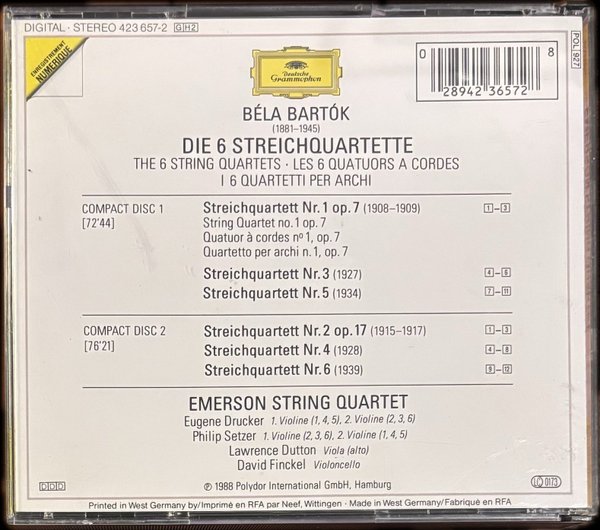 DIGITAL · STEREO 423 657-2 G H 2
ENREGISTREMENT
NUMERIQUE
Deutsche
Grammophon
POL 927
0 28942 36572 8
BÉLA BARTÓK
(1881–1945)
DIE 6 STREICHQUARTETTE
THE 6 STRING QUARTETS · LES 6 QUATUORS A CORDES
I 6 QUARTETTI PER ARCHI
COMPACT DISC 1
[72'44]
Streichquartett Nr. 1 op. 7 (1908–1909) 1–3
String Quartet no. 1 op. 7
Quatuor à cordes nº 1, op. 7
Quartetto per archi n. 1, op. 7
Streichquartett Nr. 3 (1927) 4–6
Streichquartett Nr. 5 (1934) 7–11
COMPACT DISC 2
[76'21]
Streichquartett Nr. 2 op. 17 (1915–1917) 1–3
Streichquartett Nr. 4 (1928) 4–8
Streichquartett Nr. 6 (1939) 9–12
EMERSON STRING QUARTET
Eugene Drucker 1. Violine (1, 4, 5), 2. Violine (2, 3, 6)
Philip Setzer 1. Violine (2, 3, 6), 2. Violine (1, 4, 5)
Lawrence Dutton Viola (alto)
David Finckel Violoncello
DDD
℗ 1988 Polydor International GmbH, Hamburg
LC 0173
Printed in West Germany by/Imprimé en RFA par Neef, Wittingen · Made in West Germany/Fabriqué en RFA